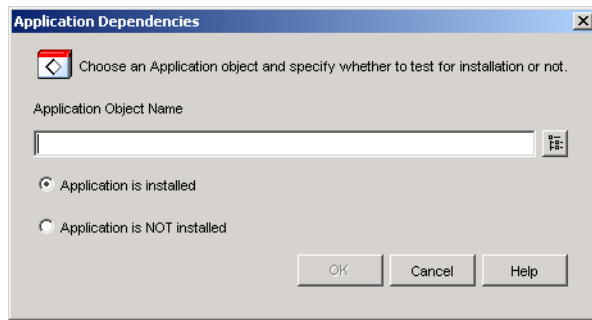 Application Dependencies
Choose an Application object and specify whether to test for installation or not.
Application Object Name
Application is installed
Application is NOT installed
OK Cancel Help